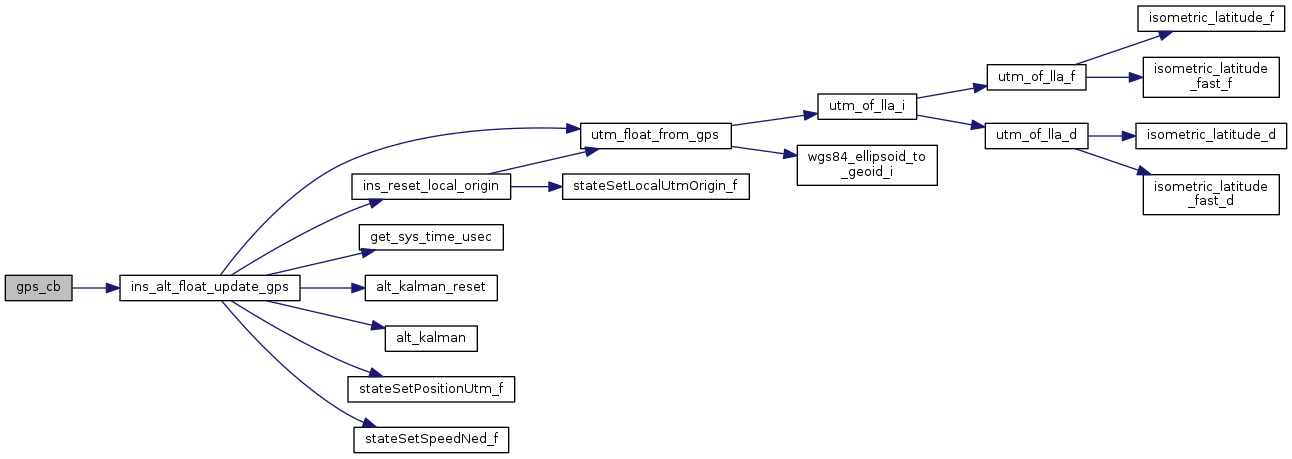 gps_cb
ins_alt_float_update_gps
utm_float_from_gps
ins_reset_local_origin
get_sys_time_usec
alt_kalman_reset
alt_kalman
stateSetPositionUtm_f
stateSetSpeedNed_f
stateSetLocalUtmOrigin_f
utm_of_lla_i
wgs84_ellipsoid_to
_geoid_i
utm_of_lla_f
utm_of_lla_d
isometric_latitude_f
isometric_latitude
_fast_f
isometric_latitude_d
isometric_latitude
_fast_d